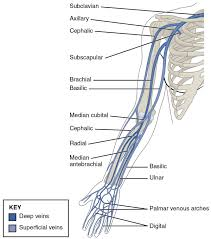 Subclavian
Axillary
Cephalic
Subscapular
Brachial
Basilic
Median cubital
Cephalic
Radial
Median
antebrachial
Basilic
Ulnar
Palmar venous arches
Digital
KEY
Deep veins
Superficial veins